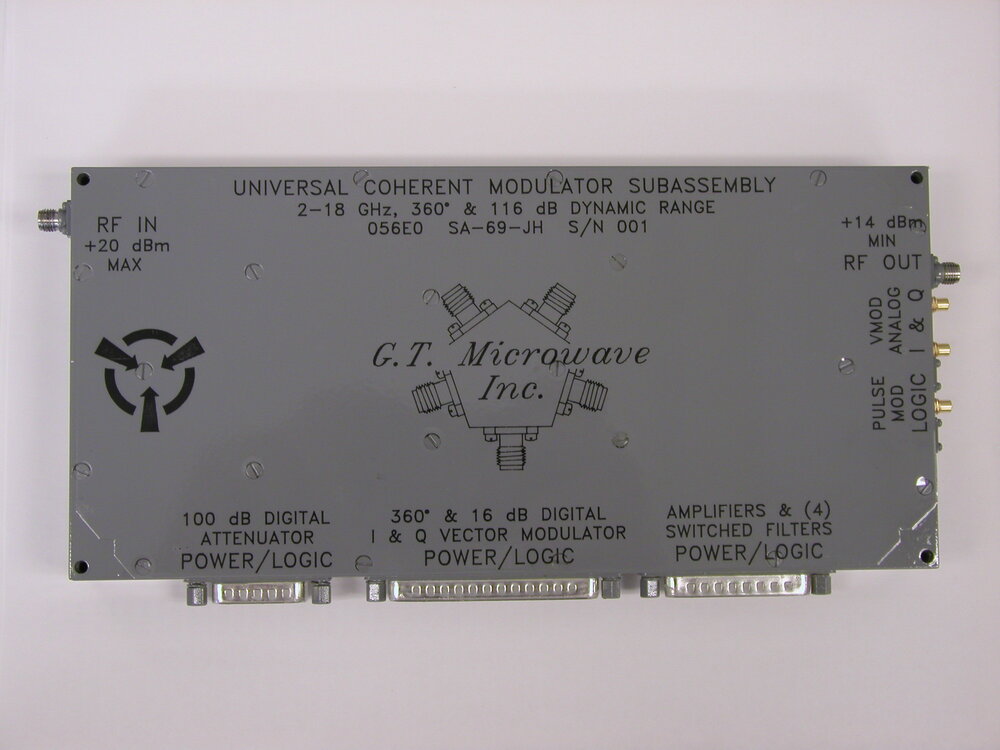 UNIVERSAL COHERENT MODULATOR SUBASSEMBLY
2-18 GHz, 360° & 116 dB DYNAMIC RANGE
056E0 SA-69-JH S/N 001
RF IN
+20 dBm
MAX
+14 dBm
MIN
RF OUT
VMOD
ANALOG
I & Q
PULSE
MOD
LOGIC
G.T. Microwave
Inc.
100 dB DIGITAL
ATTENUATOR
POWER/LOGIC
360° & 16 dB DIGITAL
I & Q VECTOR MODULATOR
POWER/LOGIC
AMPLIFIERS & (4)
SWITCHED FILTERS
POWER/LOGIC